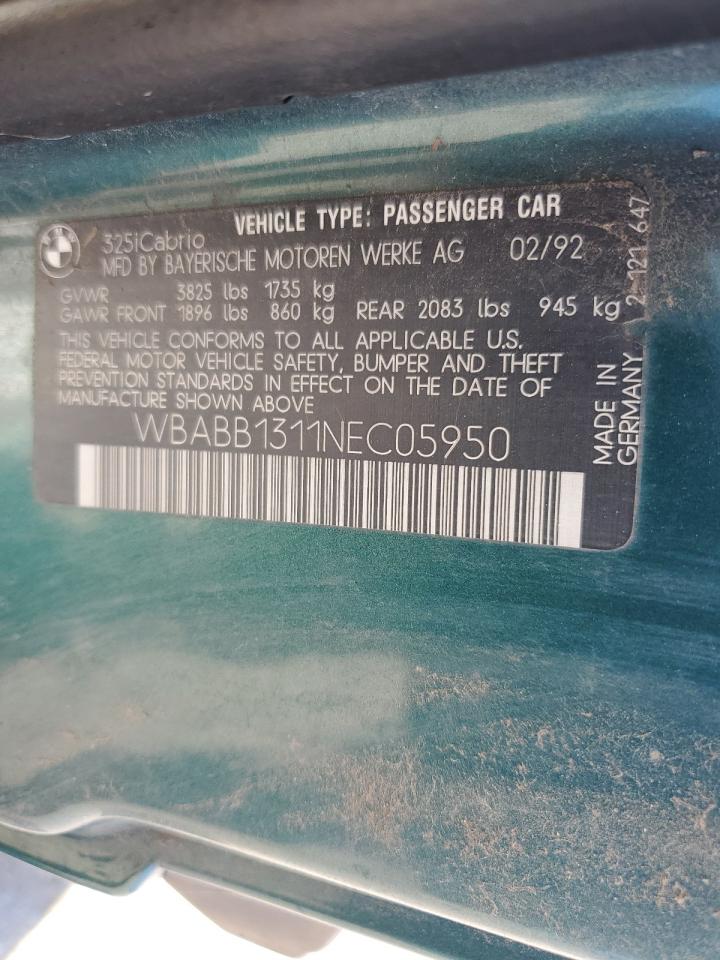 VEHICLE TYPE: PASSENGER CAR
BMW
325iCabrio
MFD BY BAYERISCHE MOTOREN WERKE AG 02/92
GVWR 3825 lbs 1735 kg
GAWR FRONT 1896 lbs 860 kg REAR 2083 lbs 945 kg
THIS VEHICLE CONFORMS TO ALL APPLICABLE U.S.
FEDERAL MOTOR VEHICLE SAFETY, BUMPER AND THEFT
PREVENTION STANDARDS IN EFFECT ON THE DATE OF
MANUFACTURE SHOWN ABOVE
WBABB1311NEC05950
MADE IN
GERMANY
2 121 647